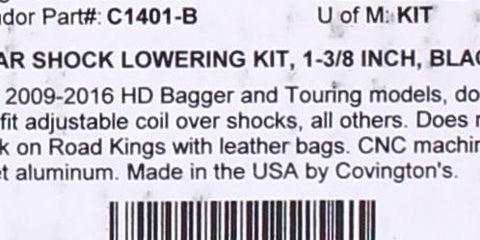 ndor Part#: C1401-B U of M: KIT
AR SHOCK LOWERING KIT, 1-3/8 INCH, BLAC
2009-2016 HD Bagger and Touring models, do
fit adjustable coil over shocks, all others. Does n
k on Road Kings with leather bags. CNC machin
et aluminum. Made in the USA by Covington's.